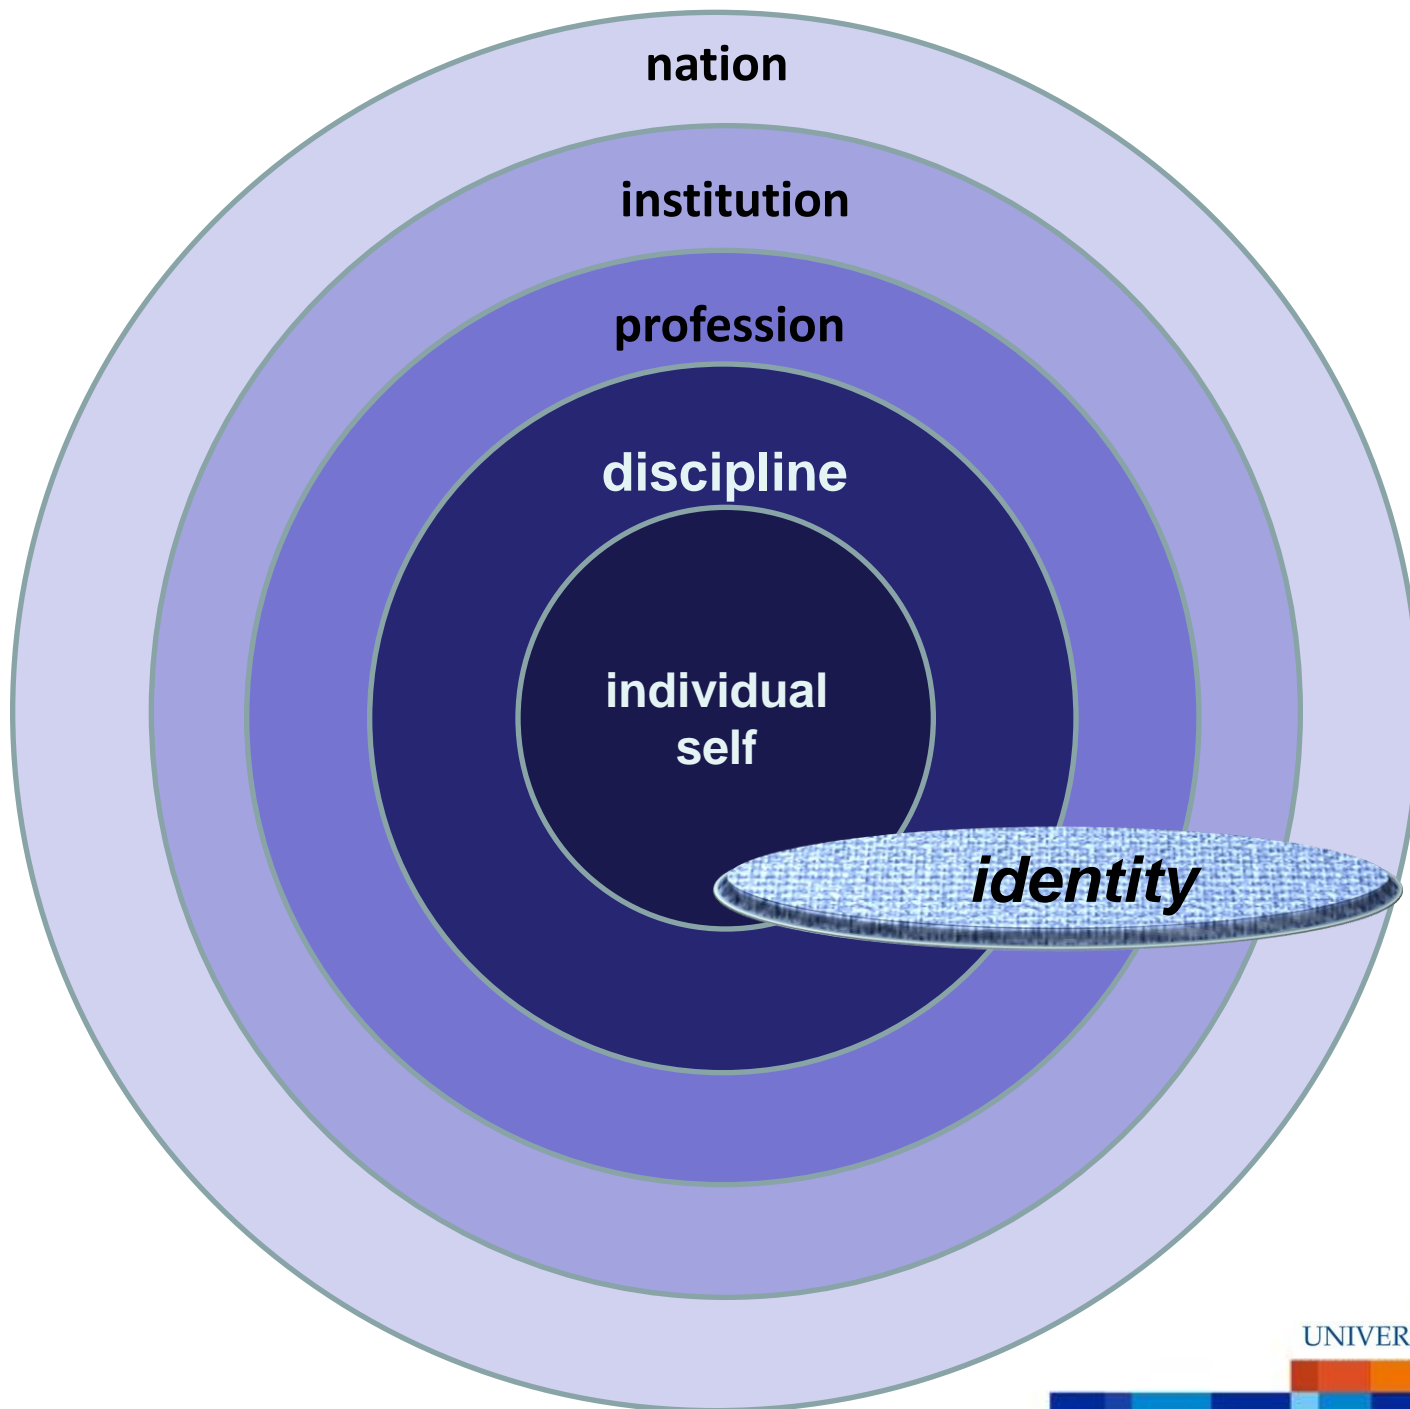 nation
institution
profession
discipline
individual
self
identity
UNIVER